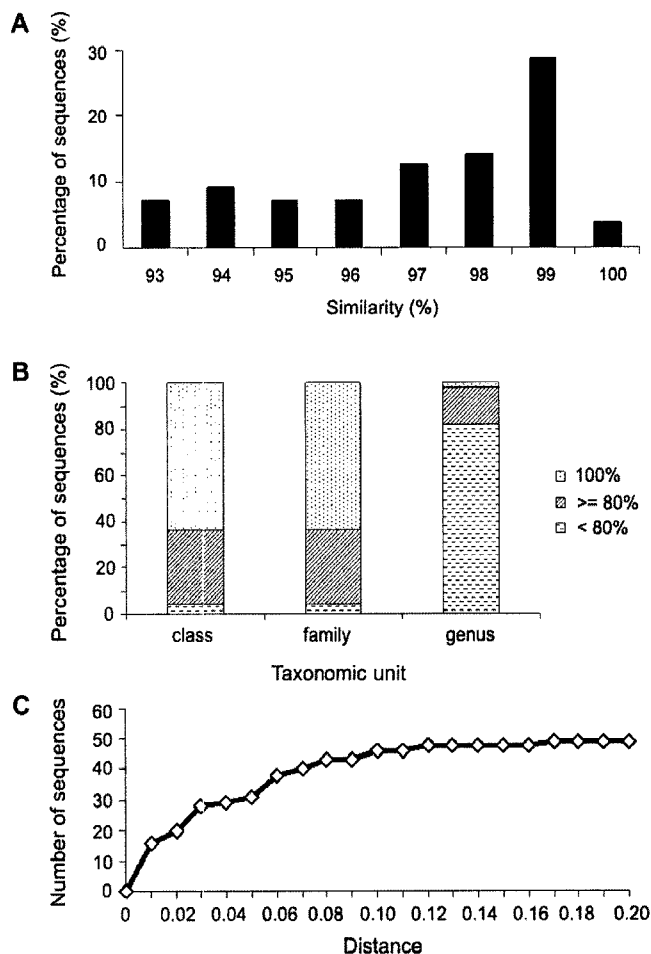 A
Percentage of sequences (%)
30
20
10
0
93 94 95 96 97 98 99 100
Similarity (%)
B
Percentage of sequences (%)
100
80
60
40
20
0
class family genus
Taxonomic unit
100%
>= 80%
< 80%
C
Number of sequences
60
50
40
30
20
10
0
0 0.02 0.04 0.06 0.08 0.10 0.12 0.14 0.16 0.18 0.20
Distance